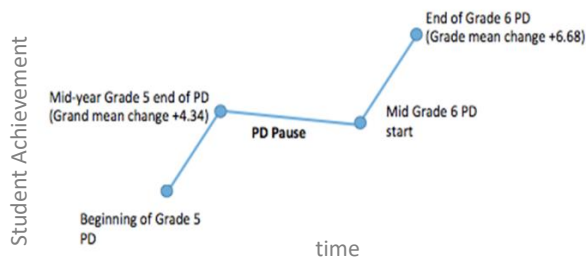 End of Grade 6 PD
(Grade mean change +6.68)
Student Achievement
Mid-year Grade 5 end of PD
(Grand mean change +4.34)
PD Pause
Mid Grade 6 PD
start
Beginning of Grade 5
PD
time